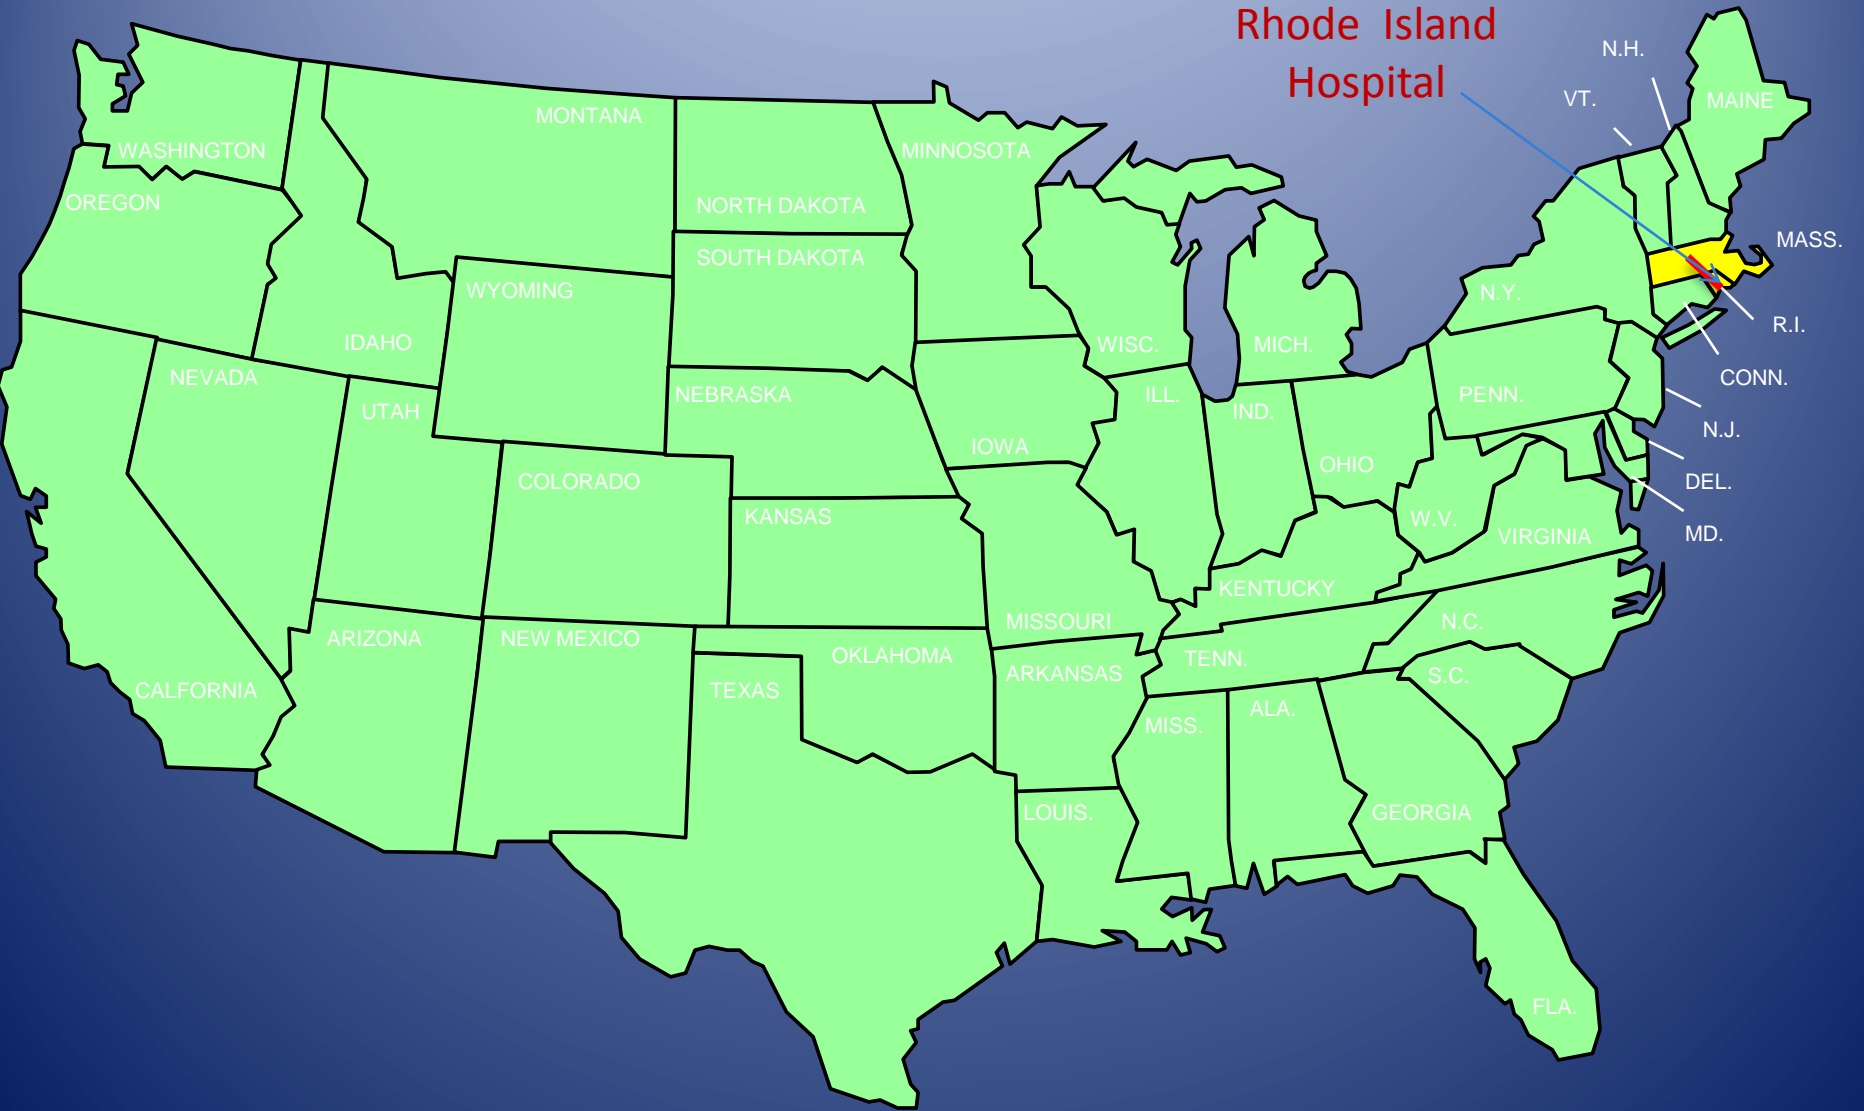 Rhode Island
Hospital
N.H.
VT.
MAINE
MONTANA
WASHINGTON
MINNOSOTA
OREGON
NORTH DAKOTA
MASS.
SOUTH DAKOTA
WYOMING
N.Y.
R.I.
IDAHO
WISC.
MICH.
NEVADA
CONN.
NEBRASKA
ILL.
PENN.
UTAH
IND.
N.J.
IOWA
OHIO
COLORADO
DEL.
KANSAS
W.V.
VIRGINIA
MD.
KENTUCKY
MISSOURI
N.C.
ARIZONA
NEW MEXICO
OKLAHOMA
TENN.
ARKANSAS
S.C.
CALFORNIA
TEXAS
ALA.
MISS.
LOUIS.
GEORGIA
FLA.